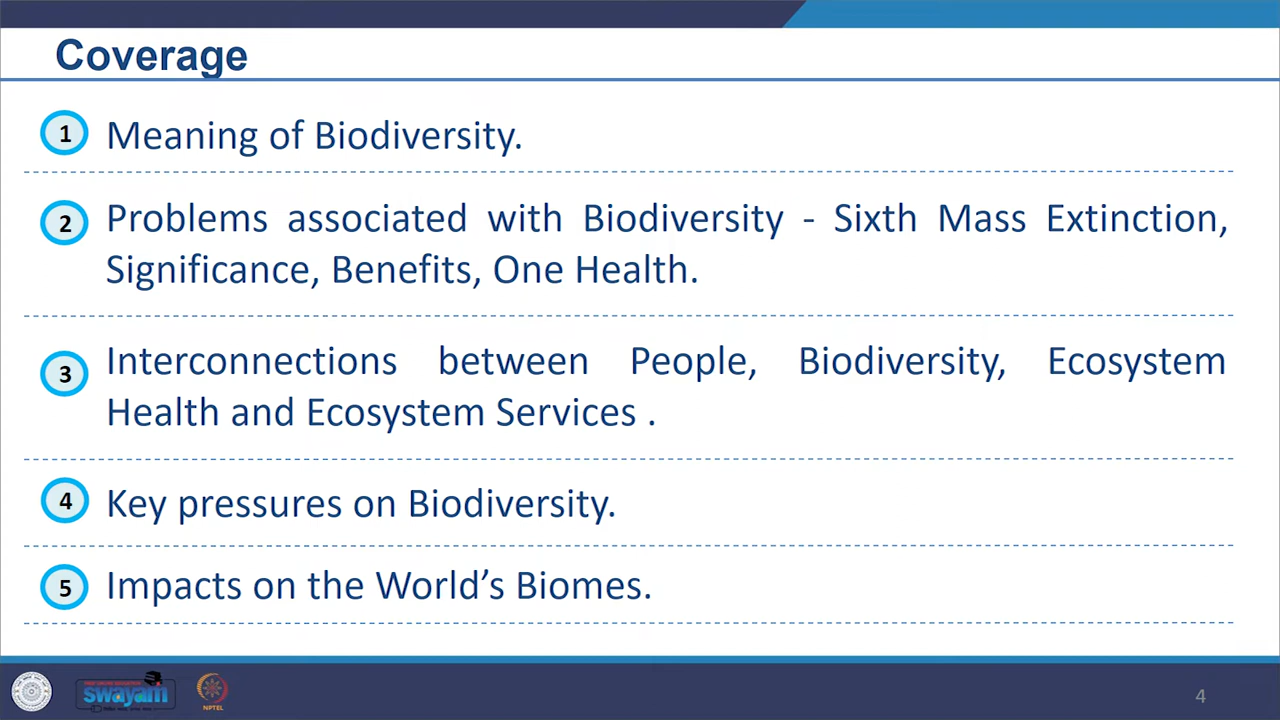 Coverage
1 Meaning of Biodiversity.
2 Problems associated with Biodiversity - Sixth Mass Extinction,
Significance, Benefits, One Health.
3 Interconnections between People, Biodiversity, Ecosystem
Health and Ecosystem Services .
4 Key pressures on Biodiversity.
5 Impacts on the World's Biomes.
swayam
NPTEL
4